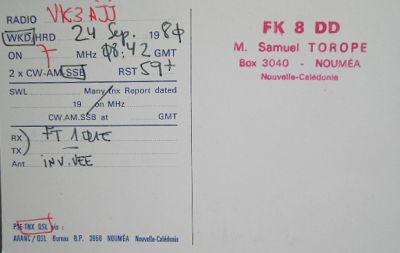 RADIO VK3AJJ
WKD/HRD 24 Sep. 1980
ON 7 MHz 08:42 GMT
2 x CW-AM-SSB RST 59+
SWL Many tnx Report dated
19 on MHz
CW.AM.SSB at GMT
RX FT 101E
TX
Ant INV.VEE
PSE-TNX QSL via :
ARANC / QSL Bureau B.P. 3956 NOUMÉA Nouvelle-Calédonie
FK 8 DD
M. Samuel TOROPE
Box 3040 - NOUMÉA
Nouvelle-Calédonie